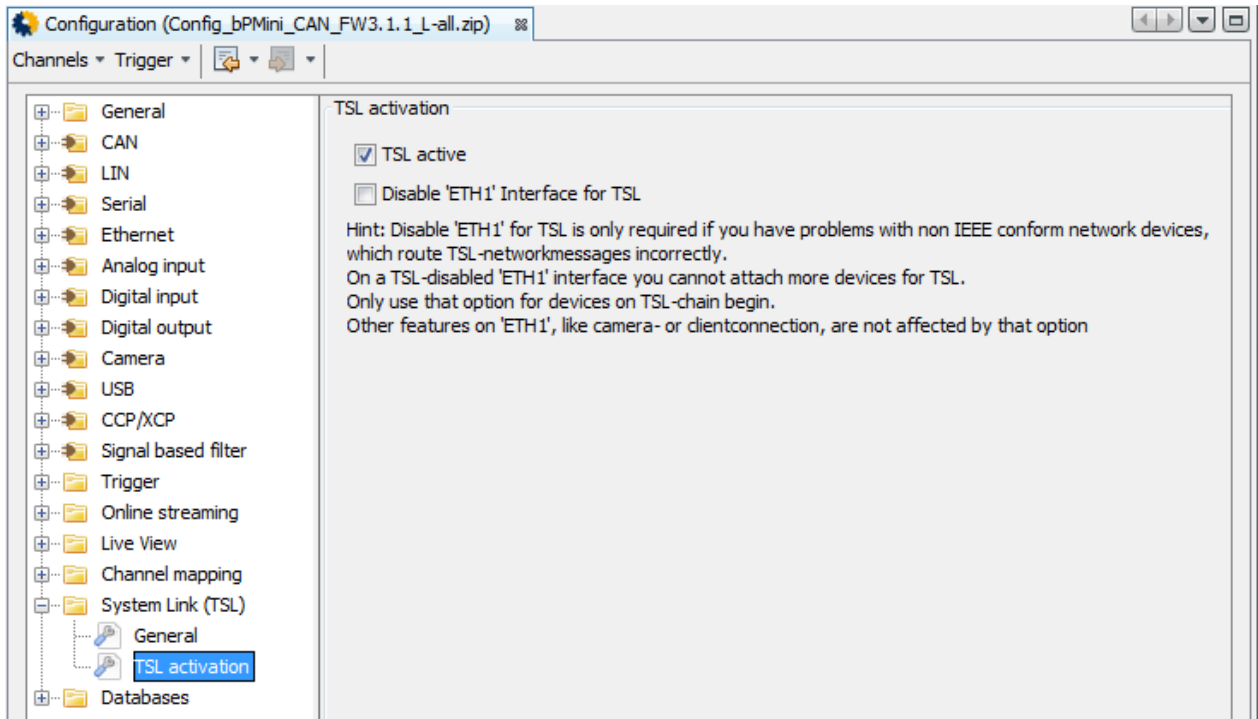 Configuration (Config_bPMini_CAN_FW3.1.1_L-all.zip)
Channels Trigger
General
CAN
LIN
Serial
Ethernet
Analog input
Digital input
Digital output
Camera
USB
CCP/XCP
Signal based filter
Trigger
Online streaming
Live View
Channel mapping
System Link (TSL)
General
TSL activation
Databases
TSL activation
TSL active
Disable 'ETH1' Interface for TSL
Hint: Disable 'ETH1' for TSL is only required if you have problems with non IEEE conform network devices,
which route TSL-networkmessages incorrectly.
On a TSL-disabled 'ETH1' interface you cannot attach more devices for TSL.
Only use that option for devices on TSL-chain begin.
Other features on 'ETH1', like camera- or clientconnection, are not affected by that option